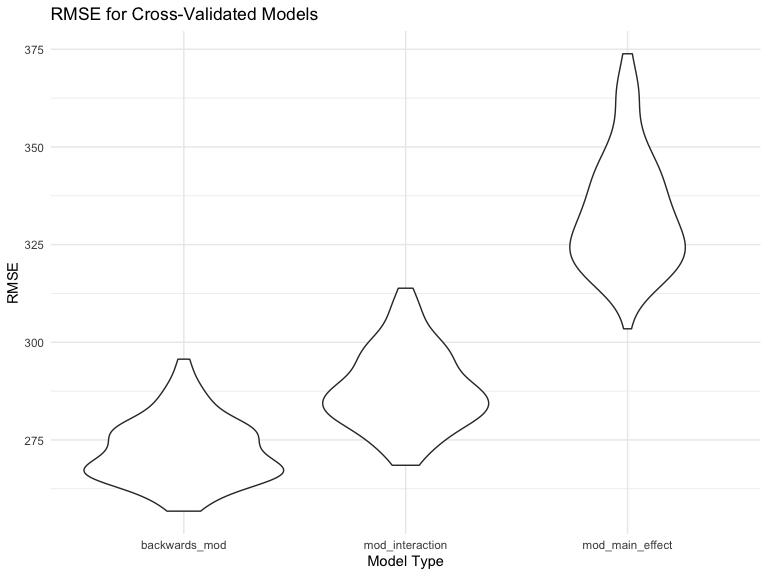 RMSE for Cross-Validated Models
375
350
325
300
275
RMSE
backwards_mod
mod_interaction
mod_main_effect
Model Type